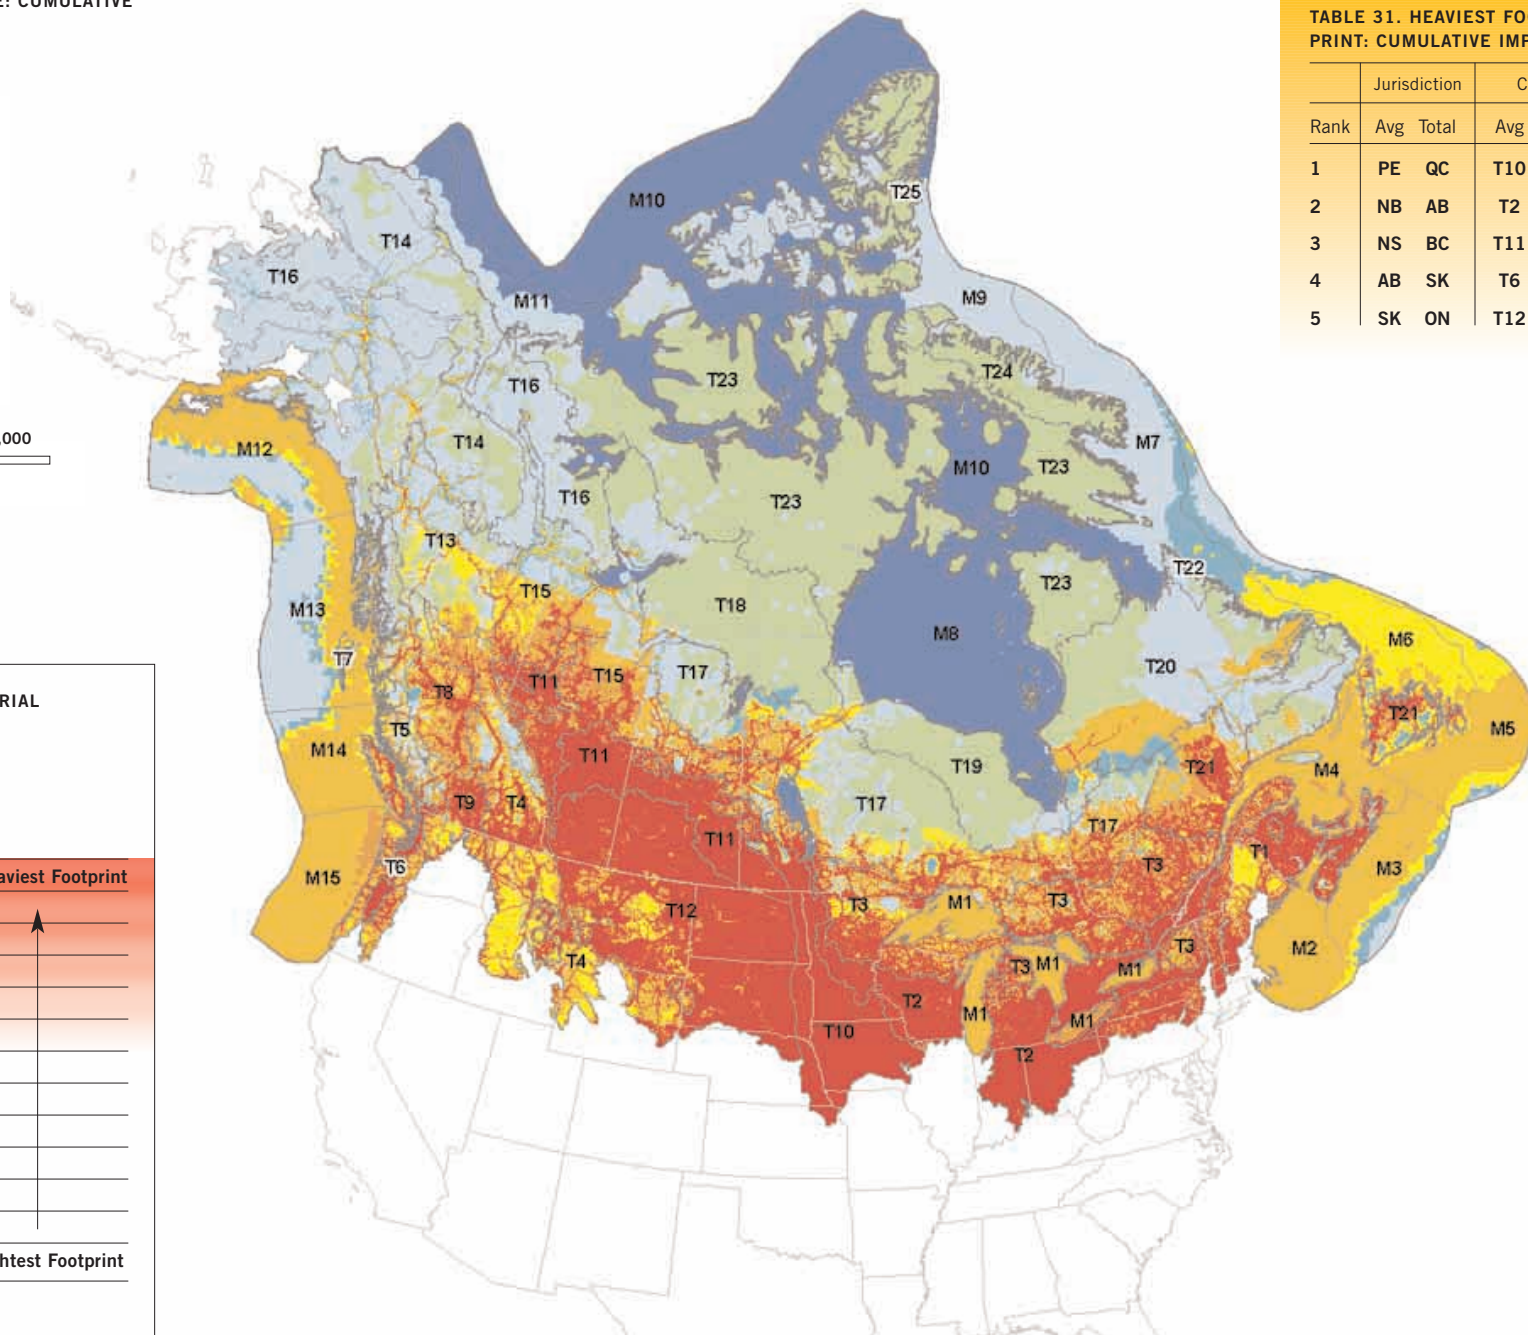 E: CUMULATIVE
TABLE 31. HEAVIEST FO
PRINT: CUMULATIVE IMP
Jurisdiction C
Rank Avg Total Avg
1 PE QC T10
2 NB AB T2
3 NS BC T11
4 AB SK T6
5 SK ON T12
,000
RIAL
aviest Footprint
htest Footprint
T25
M10
T14
T16
M11
M9
T16
T23
T24
T14
M12
M10
T23
M7
T16
T23
T13
T15
T22
T23
T18
M13
M8
M6
T7
T20
T17
T15
T11
T8
T21
T5
M5
M14
T11
T19
T21
M4
T9
T4
T17
T17
T11
T1
T3
T6
M3
M15
M1
T3
T3
T12
T3
M2
T4
T3
M1
M1
T2
M1
M1
T10
T2